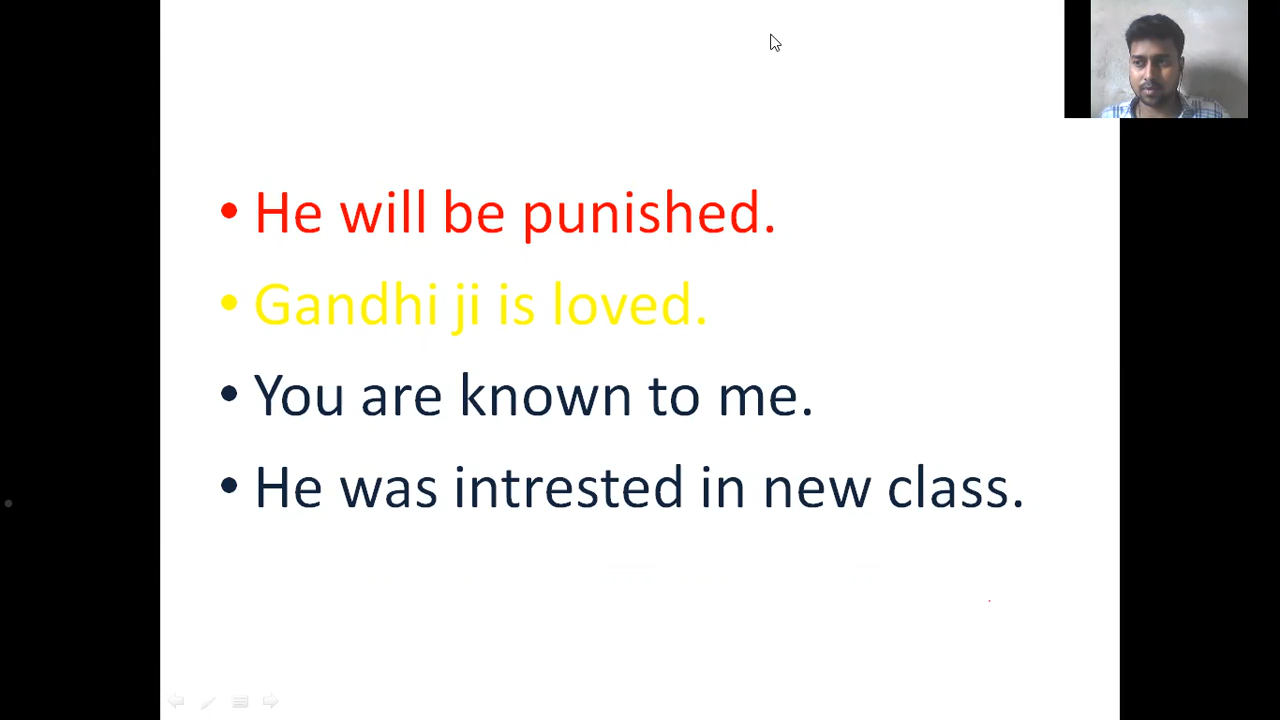 • He will be punished.
• Gandhi ji is loved.
• You are known to me.
• He was intrested in new class.